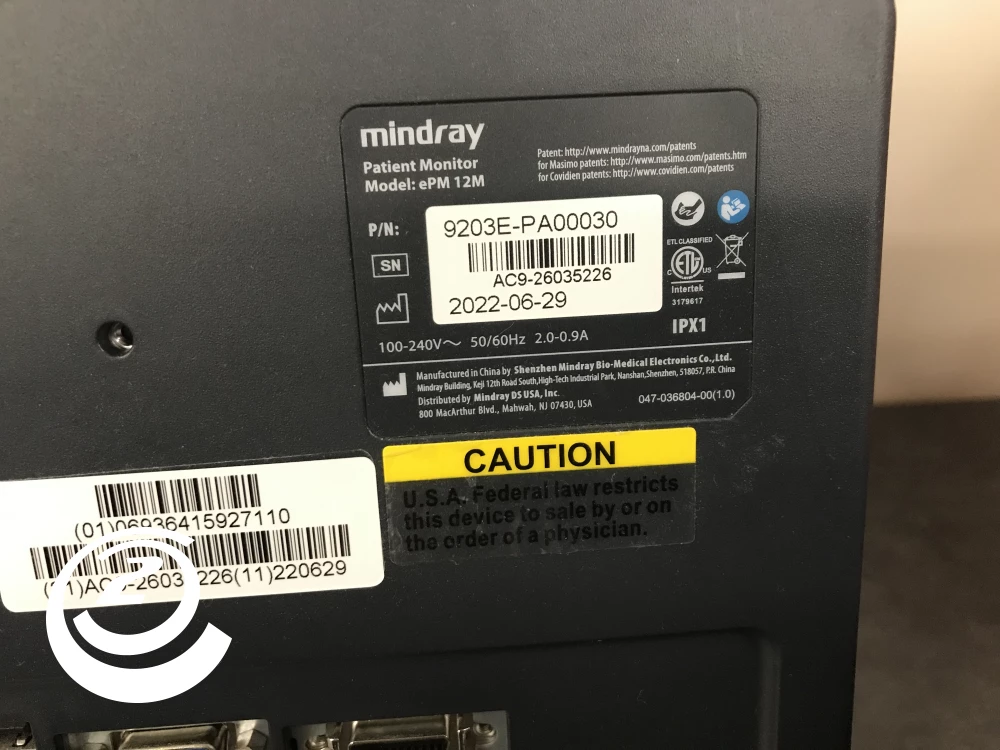 mindray
Patient Monitor
Model: ePM 12M
Patent: http://www.mindrayna.com/patents
for Masimo patents: http://www.masimo.com/patents.htm
for Covidien patents: http://www.covidien.com/patents
P/N:
9203E-PA00030
SN
AC9-26035226
2022-06-29
ETL CLASSIFIED
ETL
C US
Intertek
3179617
IPX1
100-240V～ 50/60Hz 2.0-0.9A
Manufactured in China by Shenzhen Mindray Bio-Medical Electronics Co.,Ltd.
Mindray Building, Keji 12th Road South,High-Tech Industrial Park, Nanshan,Shenzhen, 518057, P.R. China
Distributed by Mindray DS USA, Inc.
800 MacArthur Blvd., Mahwah, NJ 07430, USA
047-036804-00(1.0)
CAUTION
U.S.A. Federal law restricts
this device to sale by or on
the order of a physician.
(01)06936415927110
226(11)220629
2